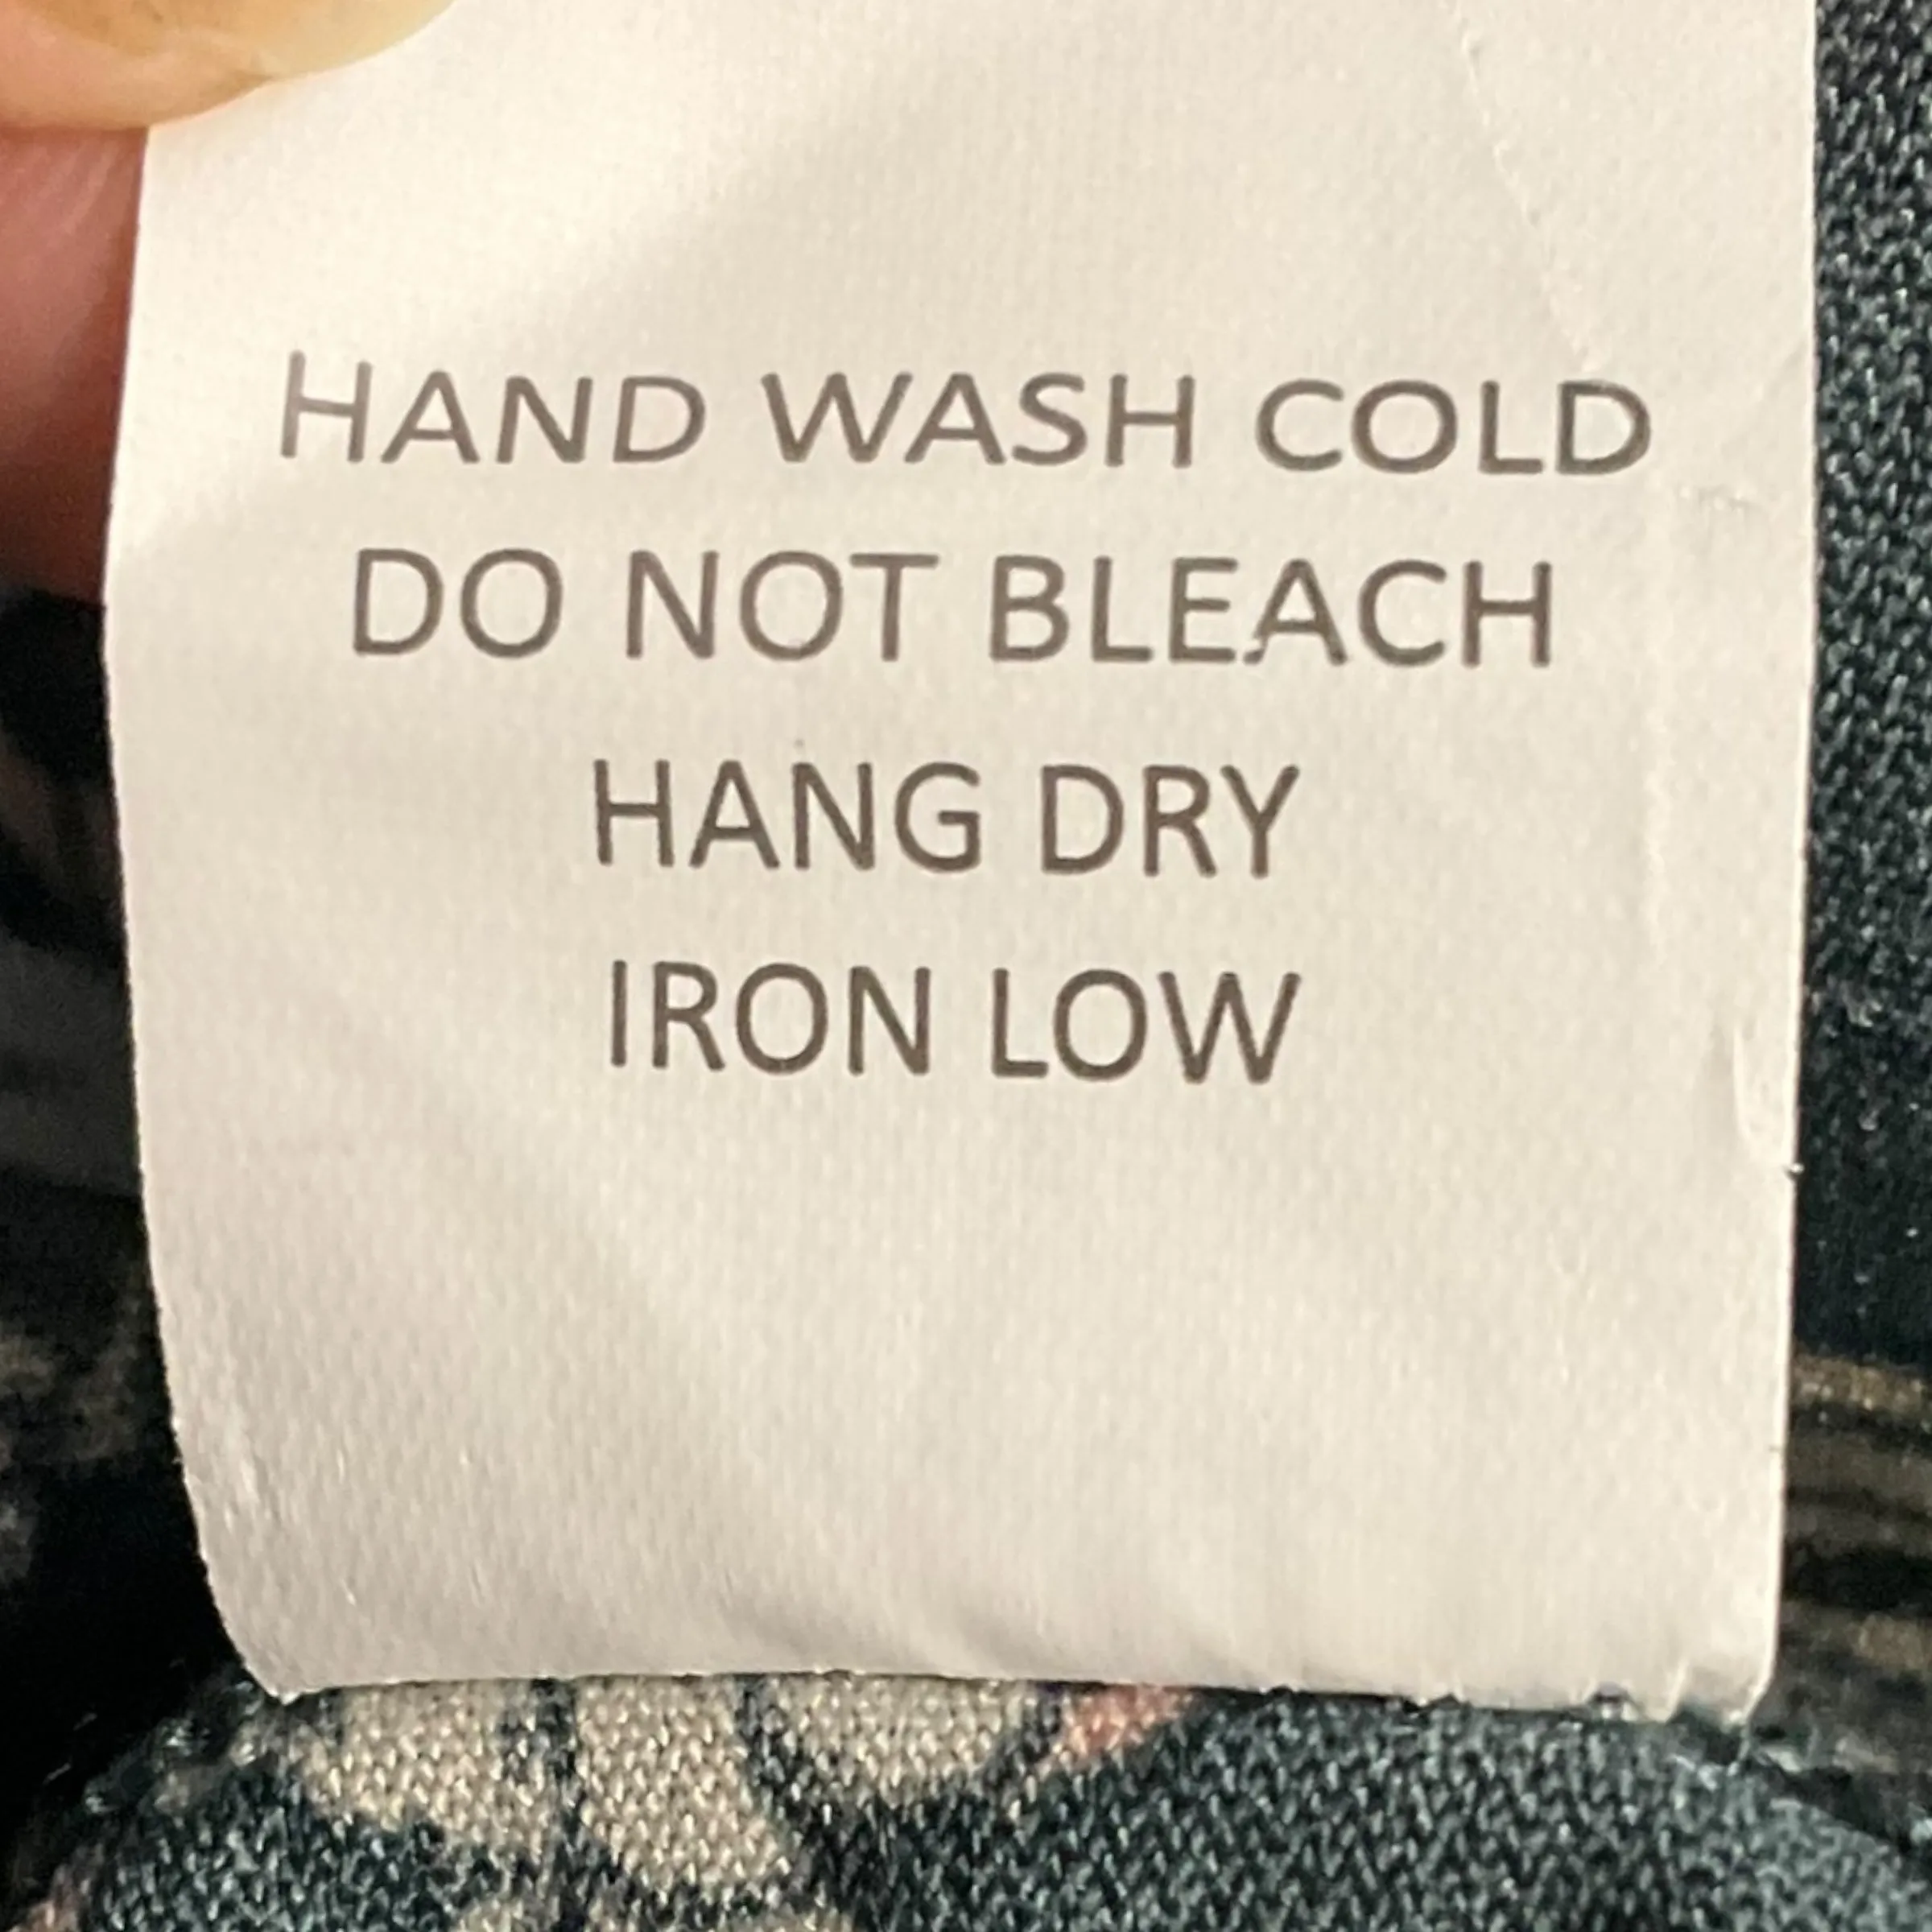 HAND WASH COLD
DO NOT BLEACH
HANG DRY
IRON LOW